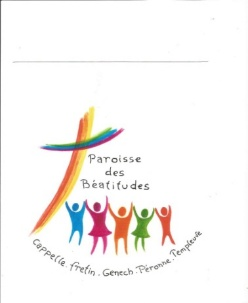 Paroisse
des
Béatitudes
Cappelle.Fretin.Genech.Péronne.Templeuve